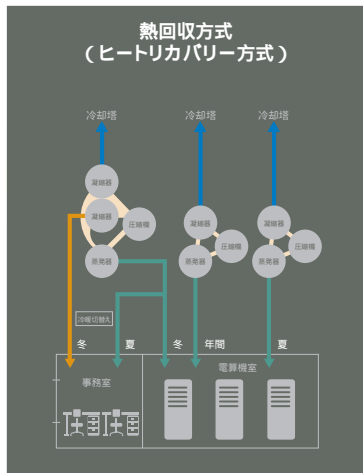 熱回収方式
(ヒートリカバリー方式)
冷却塔
冷却塔
冷却塔
凝縮器
凝縮器
圧縮機
蒸発器
凝縮器
圧縮機
蒸発器
凝縮器
圧縮機
蒸発器
冷暖切替え
冬
夏
冬
年間
夏
事務室
電算機室